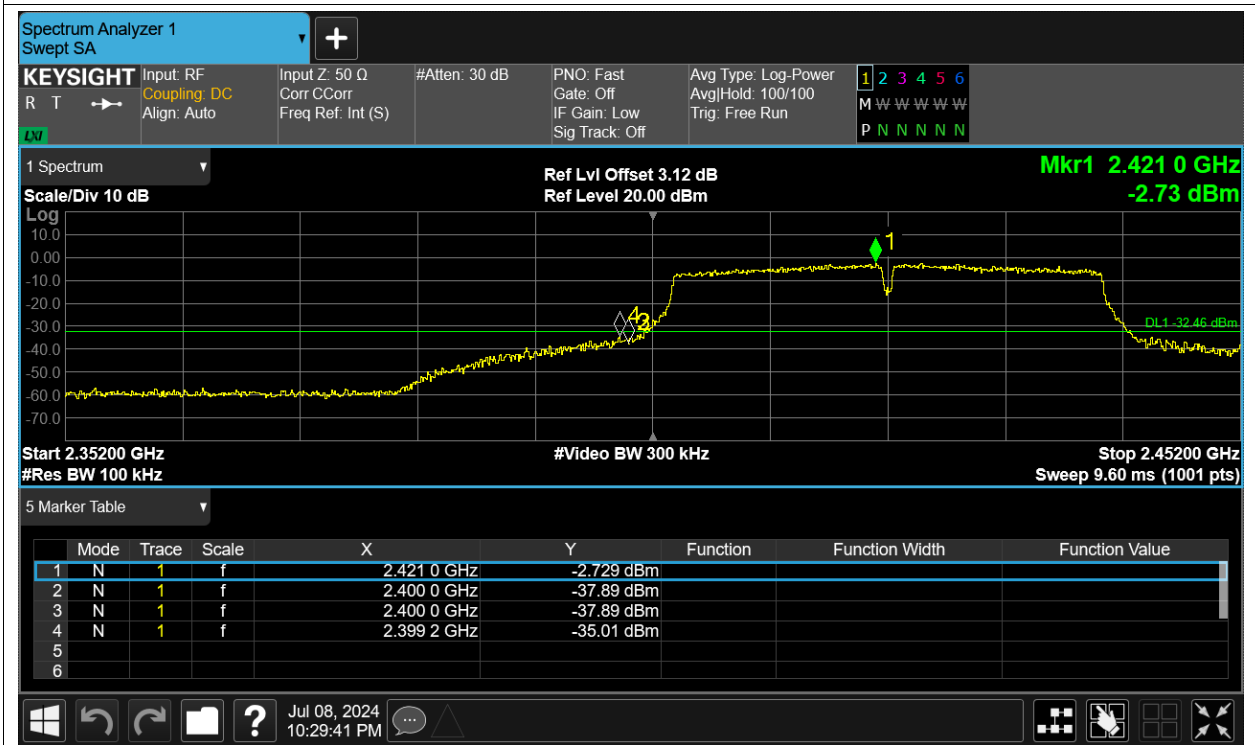 Spectrum Analyzer 1
Swept SA
+
KEYSIGHT Input: RF Input Z: 50 Ω #Atten: 30 dB PNO: Fast Avg Type: Log-Power 1 2 3 4 5 6
R T Coupling: DC Corr CCorr Gate: Off Avg|Hold: 100/100 M W W W W W
Align: Auto Freq Ref: Int (S) IF Gain: Low Trig: Free Run
LXI Sig Track: Off P N N N N N
1 Spectrum Ref Lvl Offset 3.12 dB Mkr1 2.421 0 GHz
Scale/Div 10 dB Ref Level 20.00 dBm -2.73 dBm
Log
10.0
1
0.00
-10.0
-20.0
4 3
-30.0 DL1 -32.46 dBm
-40.0
-50.0
-60.0
-70.0
Start 2.35200 GHz #Video BW 300 kHz Stop 2.45200 GHz
#Res BW 100 kHz Sweep 9.60 ms (1001 pts)
5 Marker Table
Mode Trace Scale X Y Function Function Width Function Value
1 N 1 f 2.421 0 GHz -2.729 dBm
2 N 1 f 2.400 0 GHz -37.89 dBm
3 N 1 f 2.400 0 GHz -37.89 dBm
4 N 1 f 2.399 2 GHz -35.01 dBm
5
6
? Jul 08, 2024
10:29:41 PM